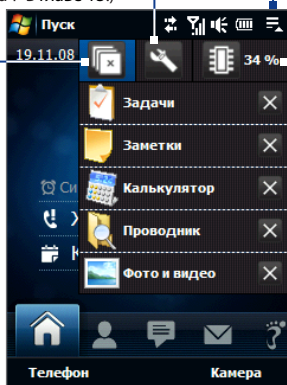 Пуск
19.11.08
34 %
Задачи
Заметки
Калькулятор
Проводник
Фото и видео
Телефон
Камера